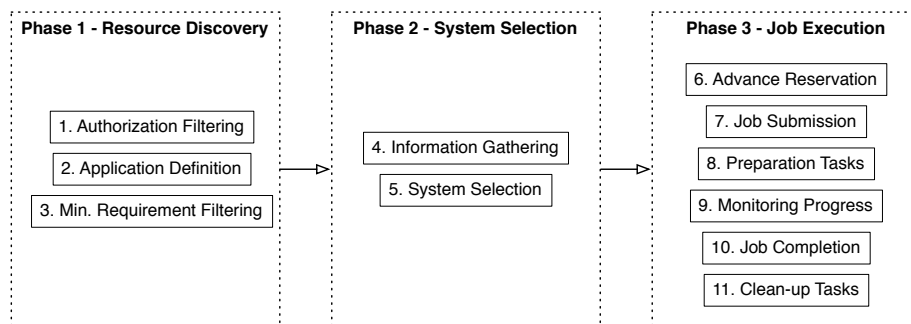 Phase 1 - Resource Discovery
1. Authorization Filtering
2. Application Definition
3. Min. Requirement Filtering
Phase 2 - System Selection
4. Information Gathering
5. System Selection
Phase 3 - Job Execution
6. Advance Reservation
7. Job Submission
8. Preparation Tasks
9. Monitoring Progress
10. Job Completion
11. Clean-up Tasks